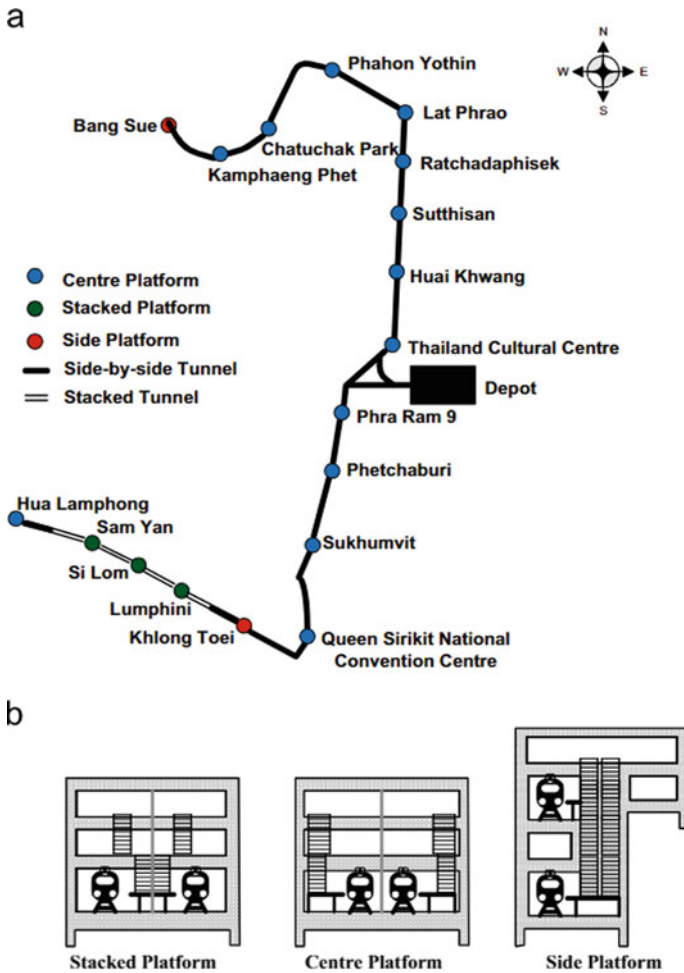 a
N
W
E
S
Phahon Yothin
Bang Sue
Lat Phrao
Chatuchak Park
Kamphaeng Phet
Ratchadaphisek
Sutthisan
Huai Khwang
Centre Platform
Stacked Platform
Side Platform
Side-by-side Tunnel
Stacked Tunnel
Thailand Cultural Centre
Depot
Phra Ram 9
Phetchaburi
Hua Lamphong
Sam Yan
Sukhumvit
Si Lom
Lumphini
Khlong Toei
Queen Sirikit National
Convention Centre
b
Stacked Platform
Centre Platform
Side Platform